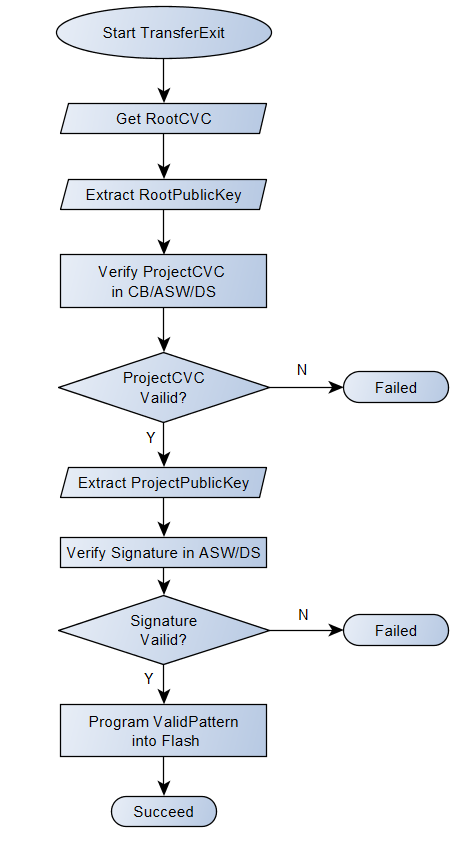 Start TransferExit
Get RootCVC
Extract RootPublicKey
Verify ProjectCVC
in CB/ASW/DS
ProjectCVC
Vailid?
N
Failed
Y
Extract ProjectPublicKey
Verify Signature in ASW/DS
Signature
Vailid?
N
Failed
Y
Program ValidPattern
into Flash
Succeed